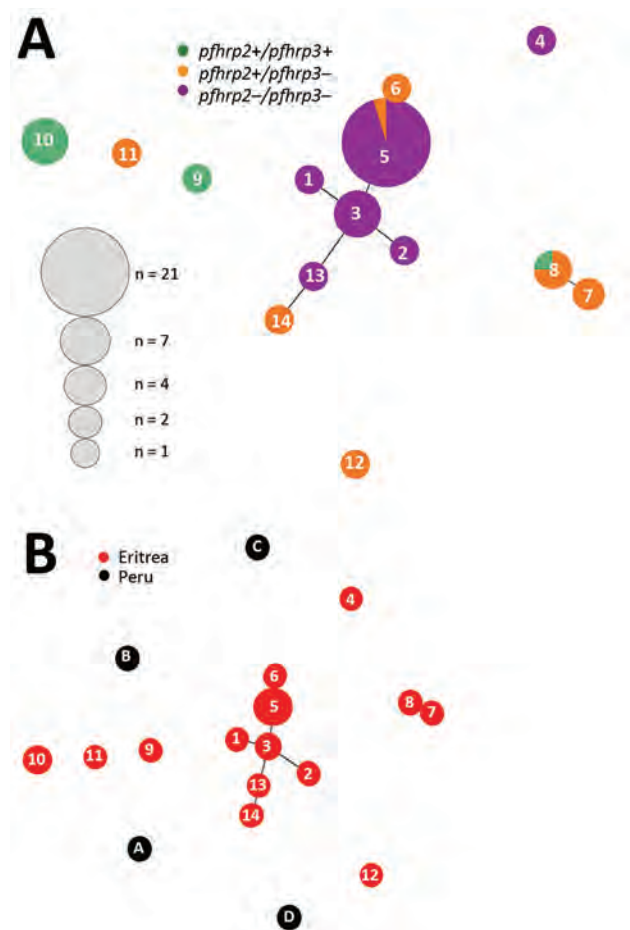 A
pfhrp2+/pfhrp3+
pfhrp2+/pfhrp3–
pfhrp2–/pfhrp3–
4
6
10
11
5
9
1
3
2
13
8
7
14
n = 21
n = 7
n = 4
n = 2
n = 1
12
B
Eritrea
Peru
C
4
B
6
5
8
7
10
11
9
1
3
2
13
14
A
12
D